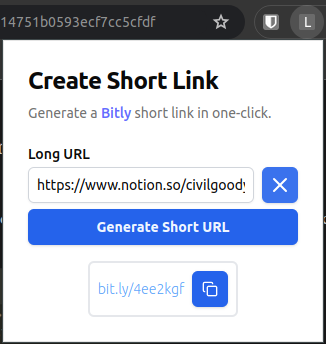 14751b0593ecf7cc5cfdf
L
Create Short Link
Generate a Bitly short link in one-click.
Long URL
https://www.notion.so/civilgoody
Generate Short URL
bit.ly/4ee2kgf